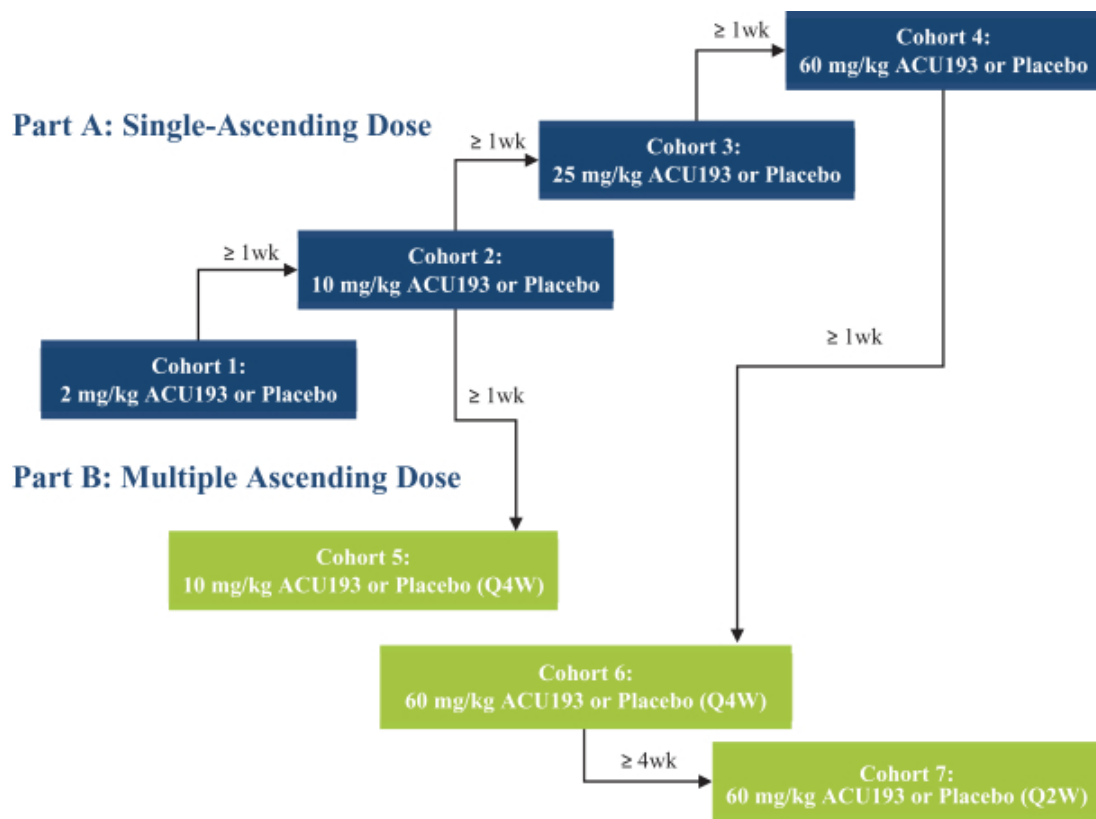 ≥ 1wk
Cohort 4:
60 mg/kg ACU193 or Placebo
Part A: Single-Ascending Dose
≥ 1wk
Cohort 3:
25 mg/kg ACU193 or Placebo
≥ 1wk
Cohort 2:
10 mg/kg ACU193 or Placebo
Cohort 1:
2 mg/kg ACU193 or Placebo
≥ 1wk
≥ 1wk
Part B: Multiple Ascending Dose
Cohort 5:
10 mg/kg ACU193 or Placebo (Q4W)
Cohort 6:
60 mg/kg ACU193 or Placebo (Q4W)
≥ 4wk
Cohort 7:
60 mg/kg ACU193 or Placebo (Q2W)